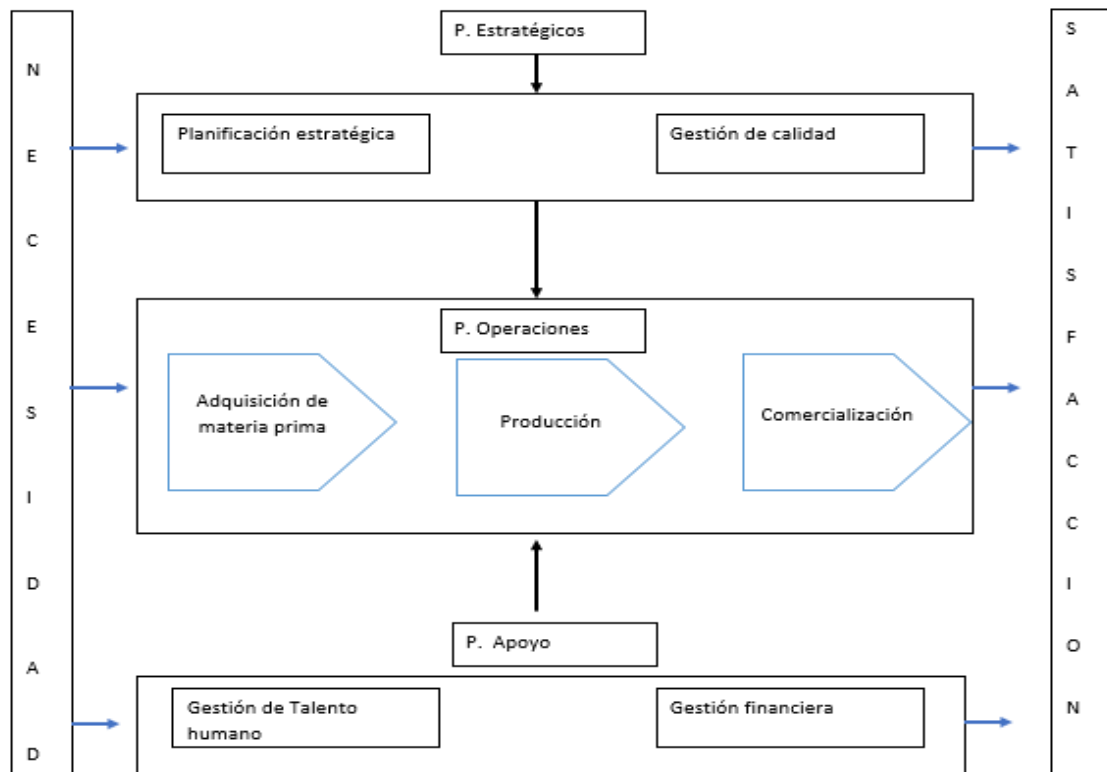 NECESIDAD
P. Estratégicos
Planificación estratégica
Gestión de calidad
P. Operaciones
Adquisición de
materia prima
Producción
Comercialización
P. Apoyo
Gestión de Talento
humano
Gestión financiera
SATISFACCION